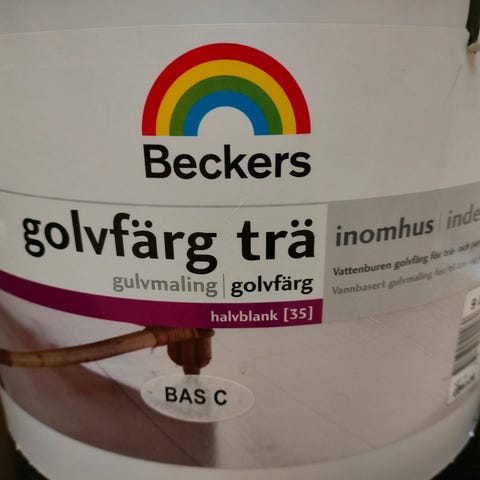 Beckers
golvfärg trä
gulvmaling | golvfärg
halvblank [35]
inomhus | inde
Vattenburen golvfärg för trä- och
Vannbasert gulvmaling for
BAS C